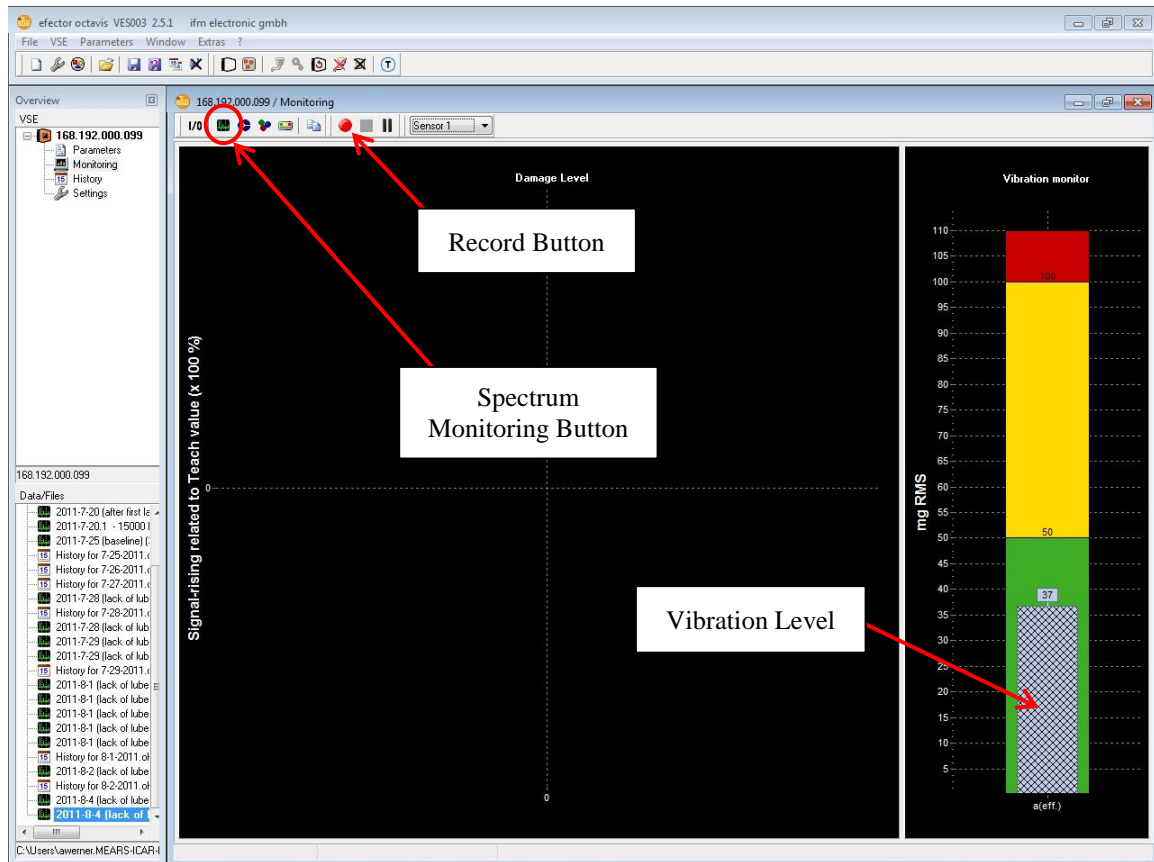 efector octavis VES003 2.5.1 ifm electronic gmbh
File VSE Parameters Window Extras ?
Overview
VSE
168.192.000.099
Parameters
Monitoring
History
Settings
168.192.000.099
Data/Files
2011-7-20 (after first la
2011-7-20.1 - 15000
2011-7-25 (baseline) (
History for 7-25-2011.
History for 7-26-2011.
History for 7-27-2011.
2011-7-28 (lack of lub
History for 7-28-2011.
2011-7-28 (lack of lub
2011-7-29 (lack of lub
2011-7-29 (lack of lub
History for 7-29-2011.
2011-8-1 (lack of lube
2011-8-1 (lack of lube
2011-8-1 (lack of lube
2011-8-1 (lack of lube
2011-8-1 (lack of lube
History for 8-1-2011.oh
2011-8-2 (lack of lube
History for 8-2-2011.oh
2011-8-4 (lack of lube
2011-8-4 (lack of l
C:\Users\awerner.MEARS-ICAR-
168.192.000.099 / Monitoring
I/O
Sensor 1
Damage Level
Record Button
Spectrum
Monitoring Button
Signal-rising related to Teach value (x 100 %)
0
0
Vibration Level
Vibration monitor
mg RMS
110
105
100
100
95
90
85
80
75
70
65
60
55
50
50
45
40
37
35
30
25
20
15
10
5
a(eff.)